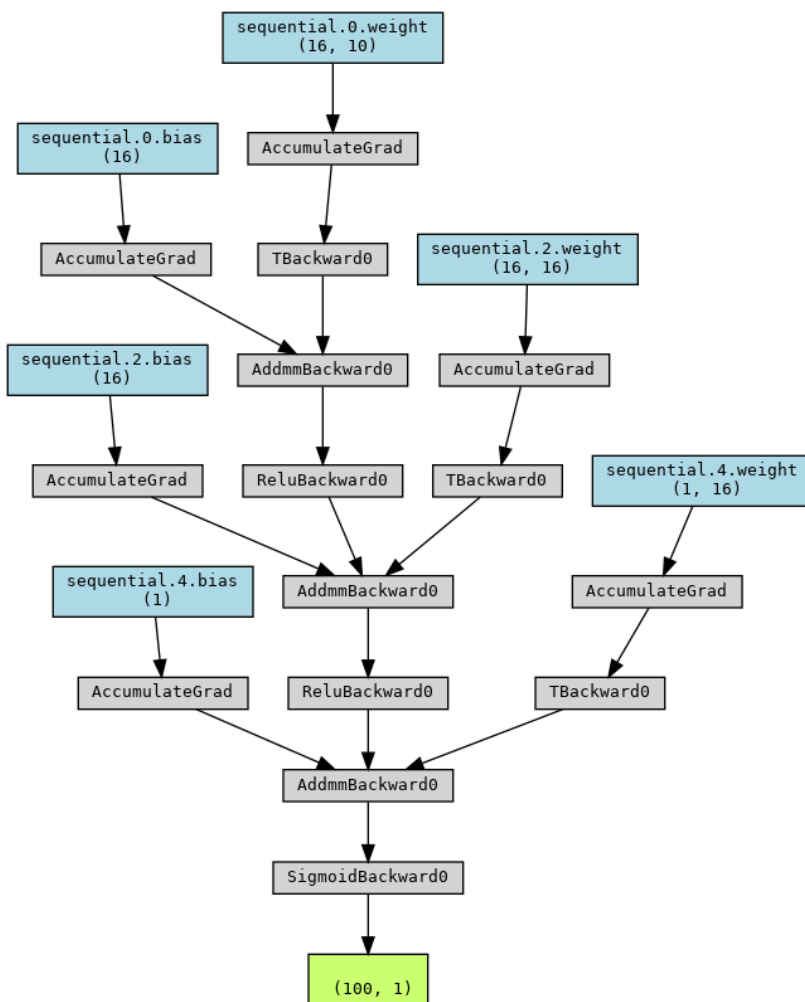 sequential.0.weight
(16, 10)
sequential.0.bias
(16)
AccumulateGrad
AccumulateGrad
TBackward0
sequential.2.weight
(16, 16)
sequential.2.bias
(16)
AddmmBackward0
AccumulateGrad
AccumulateGrad
ReluBackward0
TBackward0
sequential.4.weight
(1, 16)
sequential.4.bias
(1)
AddmmBackward0
AccumulateGrad
AccumulateGrad
ReluBackward0
TBackward0
AddmmBackward0
SigmoidBackward0
(100, 1)